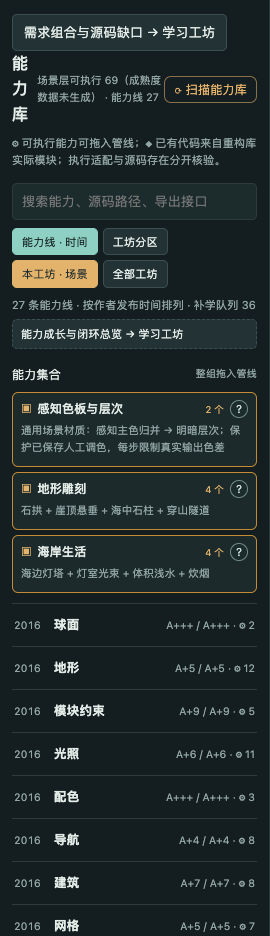 需求组合与源码缺口 → 学习工坊
能力库
场景层可执行 69（成熟度
数据未生成）· 能力线 27
⟳ 扫描能力库
⚙ 可执行能力可拖入管线；◆ 已有代码来自重构库
实际模块；执行适配与源码存在分开核验。
搜索能力、源码路径、导出接口
能力线 · 时间
工坊分区
本工坊 · 场景
全部工坊
27 条能力线 · 按作者发布时间排列 · 补学队列 36
能力成长与闭环总览 → 学习工坊
能力集合
整组拖入管线
▣ 感知色板与层次 2 个 ?
通用场景材质：感知主色归并 → 明暗层次；保
护已保存人工调色，每步限制真实输出色差
▣ 地形雕刻 4 个 ?
石拱 + 崖顶悬垂 + 海中石柱 + 穿山隧道
▣ 海岸生活 4 个 ?
海边灯塔 + 灯室光束 + 体积浅水 + 炊烟
2016 球面 A+++ / A+++ · ⚙ 2
2016 地形 A+5 / A+5 · ⚙ 12
2016 模块约束 A+9 / A+9 · ⚙ 5
2016 光照 A+6 / A+6 · ⚙ 11
2016 配色 A+++ / A+++ · ⚙ 3
2016 导航 A+4 / A+4 · ⚙ 8
2016 建筑 A+7 / A+7 · ⚙ 8
2016 网格 A+5 / A+5 · ⚙ 7